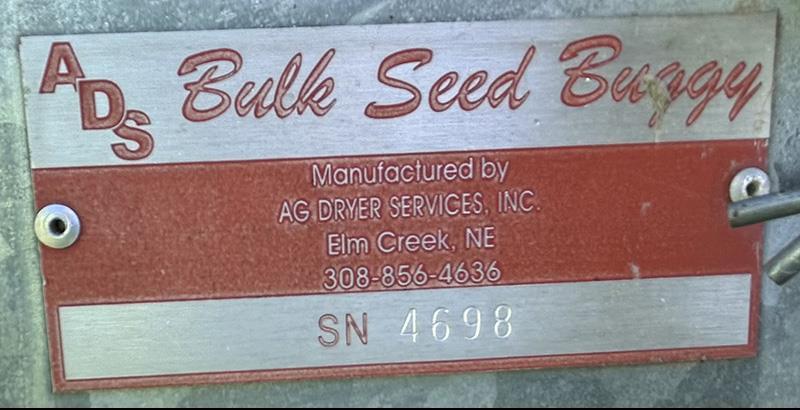 ADS Bulk Seed Buggy
Manufactured by
AG DRYER SERVICES, INC.
Elm Creek, NE
308-856-4636
SN 4698